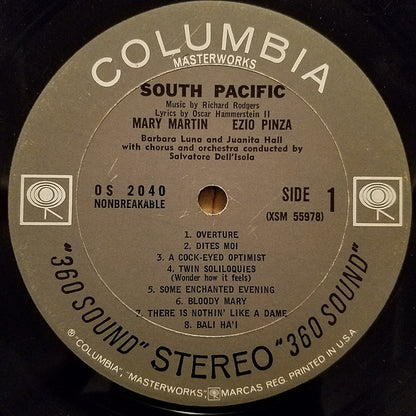 COLUMBIA
MASTERWORKS
SOUTH PACIFIC
Music by Richard Rodgers
Lyrics by Oscar Hammerstein II
MARY MARTIN EZIO PINZA
Barbara Luna and Juanita Hall
with chorus and orchestra conducted by
Salvatore Dell'Isola
OS 2040
NONBREAKABLE
SIDE 1
(XSM 55978)
1. OVERTURE
2. DITES MOI
3. A COCK-EYED OPTIMIST
4. TWIN SOLILOQUIES
(Wonder how it feels)
5. SOME ENCHANTED EVENING
6. BLOODY MARY
7. THERE IS NOTHIN' LIKE A DAME
8. BALI HA'I
"360 SOUND" STEREO "360 SOUND"
® "COLUMBIA", "MASTERWORKS," MARCAS REG. PRINTED IN U.S.A.